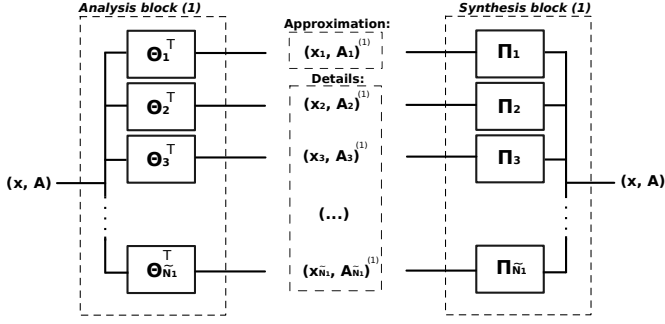 Analysis block (1)
Approximation:
Synthesis block (1)
Θ₁ᵀ
(x₁, A₁)⁽¹⁾
Π₁
Details:
Θ₂ᵀ
(x₂, A₂)⁽¹⁾
Π₂
Θ₃ᵀ
(x₃, A₃)⁽¹⁾
Π₃
(x, A)
(x, A)
(...)
Θ_Ñ₁ᵀ
(x_Ñ₁, A_Ñ₁)⁽¹⁾
Π_Ñ₁